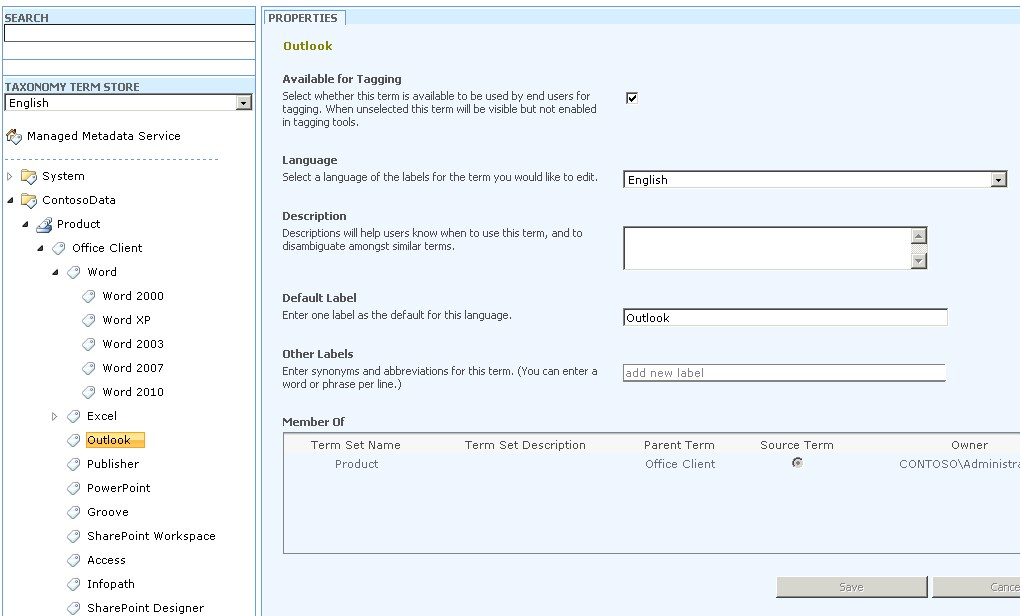 SEARCH
TAXONOMY TERM STORE
English
Managed Metadata Service
System
ContosoData
Product
Office Client
Word
Word 2000
Word XP
Word 2003
Word 2007
Word 2010
Excel
Outlook
Publisher
PowerPoint
Groove
SharePoint Workspace
Access
Infopath
SharePoint Designer
PROPERTIES
Outlook
Available for Tagging
Select whether this term is available to be used by end users for
tagging. When unselected this term will be visible but not enabled
in tagging tools.
Language
Select a language of the labels for the term you would like to edit.
English
Description
Descriptions will help users know when to use this term, and to
disambiguate amongst similar terms.
Default Label
Enter one label as the default for this language.
Outlook
Other Labels
Enter synonyms and abbreviations for this term. (You can enter a
word or phrase per line.)
add new label
Member Of
Term Set Name Term Set Description Parent Term Source Term Owner
Product Office Client CONTOSO\Administra
Save Cance